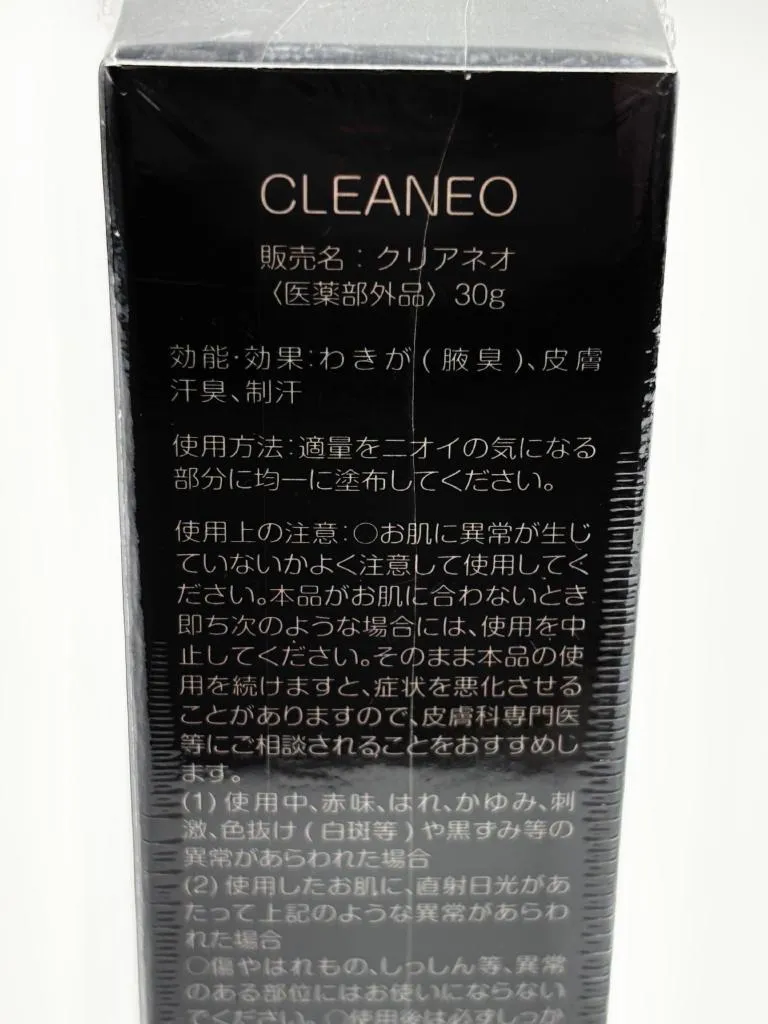 CLEANEO
販売名：クリアネオ
〈医薬部外品〉30g
効能・効果：わきが（腋臭）、皮膚
汗臭、制汗
使用方法：適量をニオイの気になる
部分に均一に塗布してください。
使用上の注意：○お肌に異常が生じ
ていないかよく注意して使用してく
ださい。本品がお肌に合わないとき
即ち次のような場合には、使用を中
止してください。そのまま本品の使
用を続けますと、症状を悪化させる
ことがありますので、皮膚科専門医
等にご相談されることをおすすめし
ます。
(1) 使用中、赤味、はれ、かゆみ、刺
激、色抜け（白斑等）や黒ずみ等の
異常があらわれた場合
(2) 使用したお肌に、直射日光があ
たって上記のような異常があらわ
れた場合
○傷やはれもの、しっしん等、異常
のある部位にはお使いにならない
でください。○使用後は必ずしっか